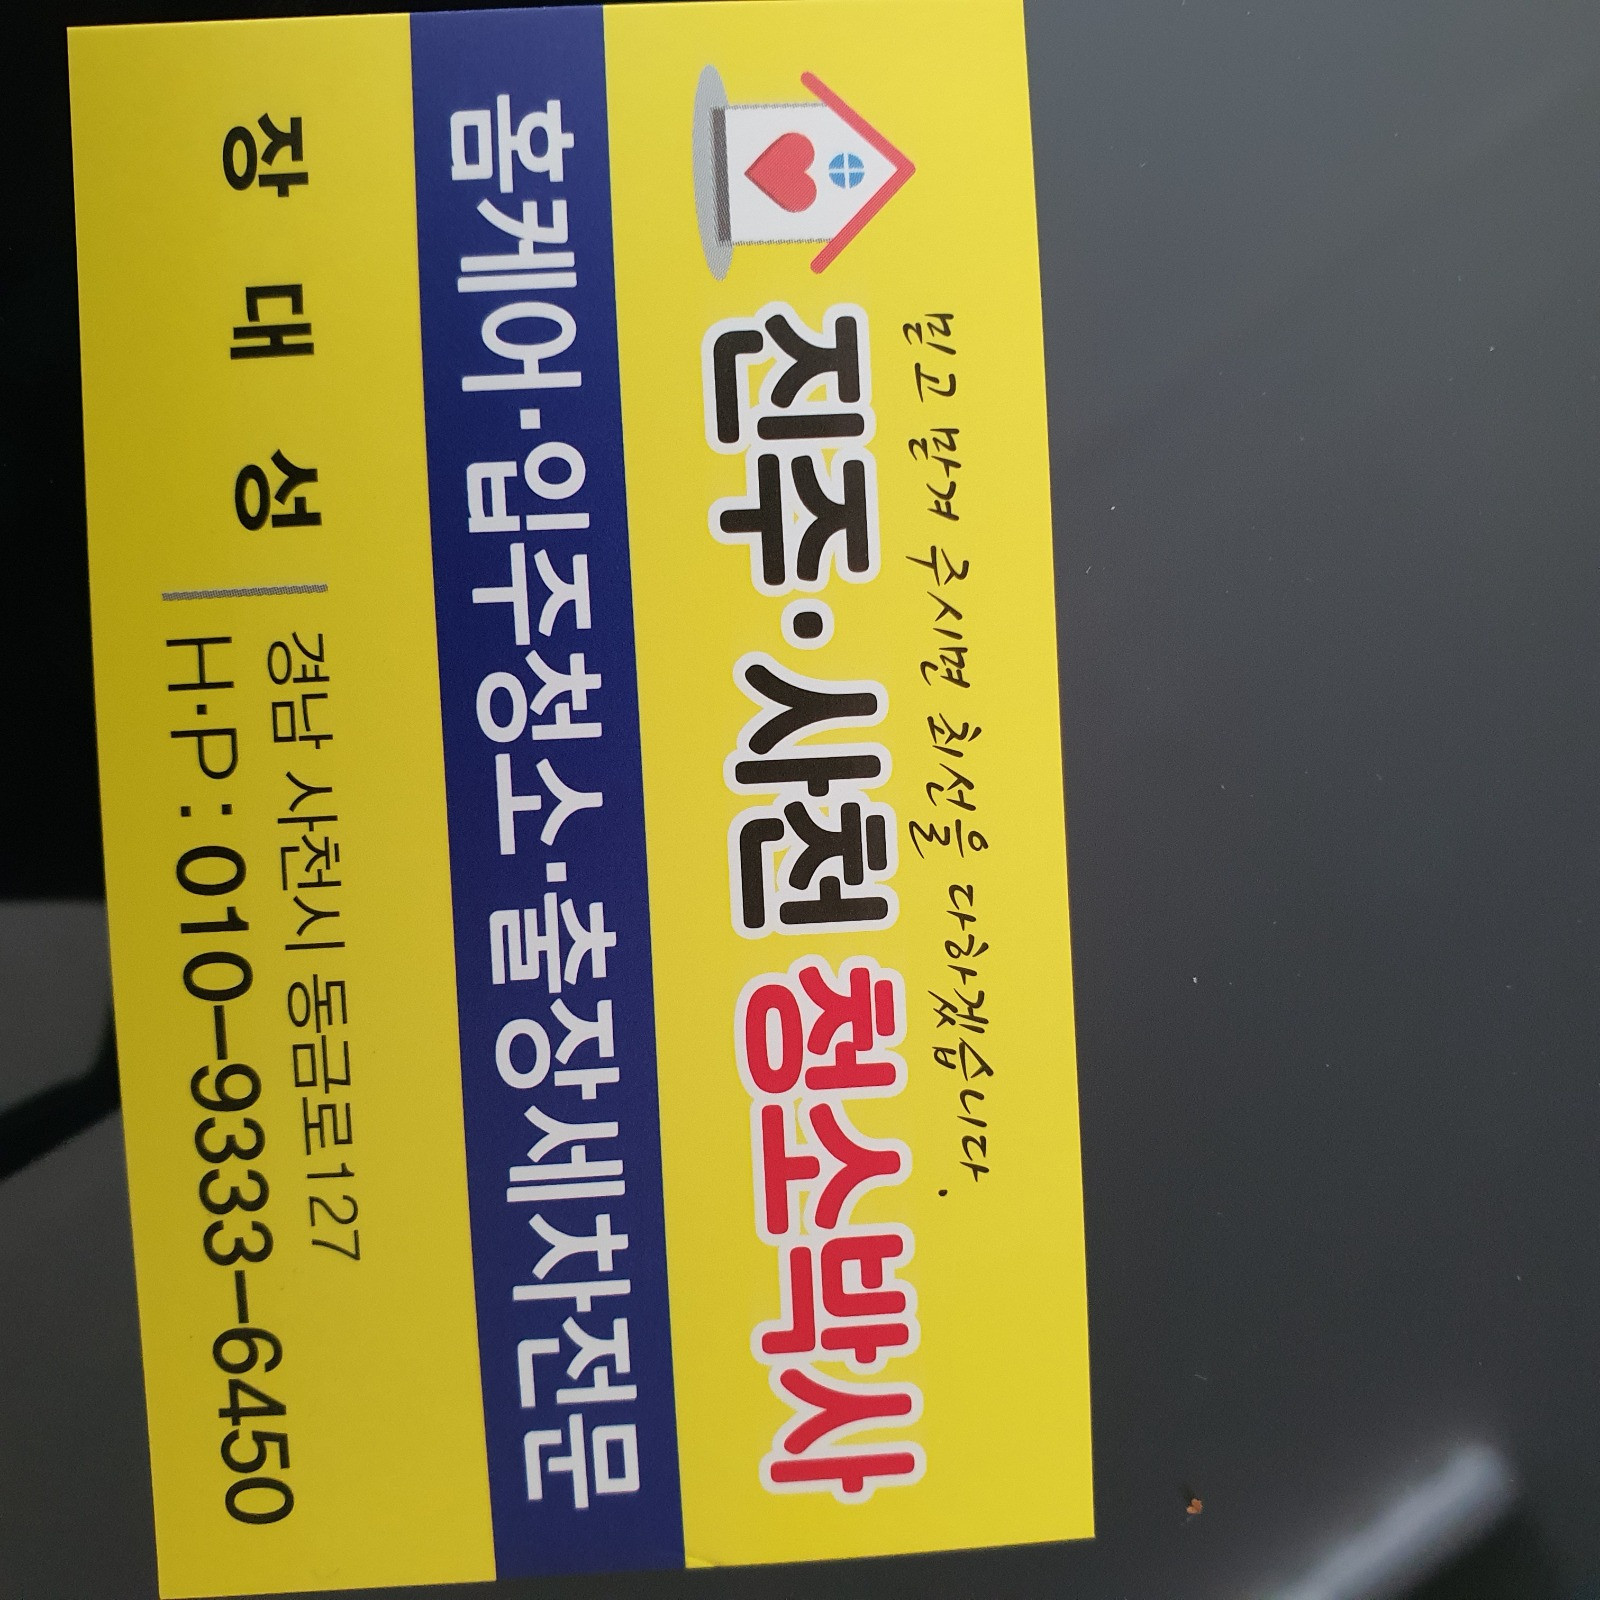 믿고 맡겨 주시면 최선을 다하겠습니다.
진주·사천 청소박사
홈케어·입주청소·출장세차전문
장 대 성
경남 사천시 동금로127
H·P : 010-9333-6450